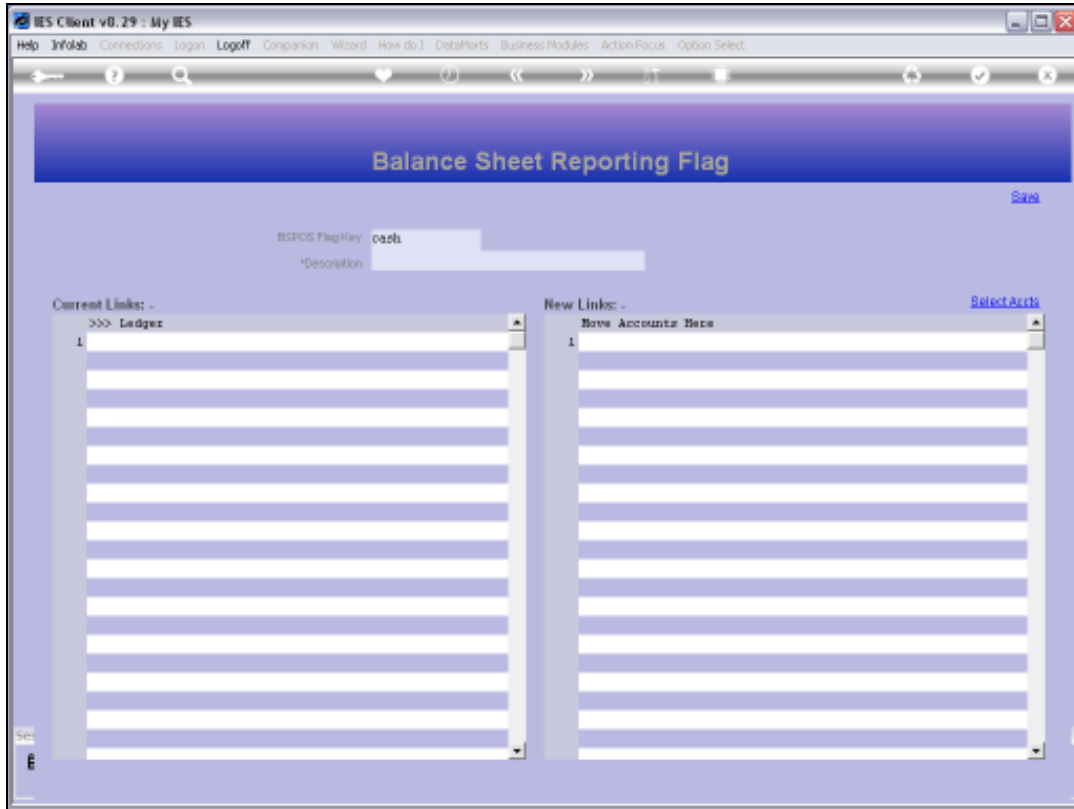 IES Client v8.29 : My IES
Help Infolab Connections Logon Logoff Companion Wizard How do I DataMarts Business Modules Action Focus Option Select
Balance Sheet Reporting Flag
Save
BSPOS Flag Key cash
*Description
Current Links: -
New Links: -
Select Accts
>>> Ledger
Move Accounts Here
1
1